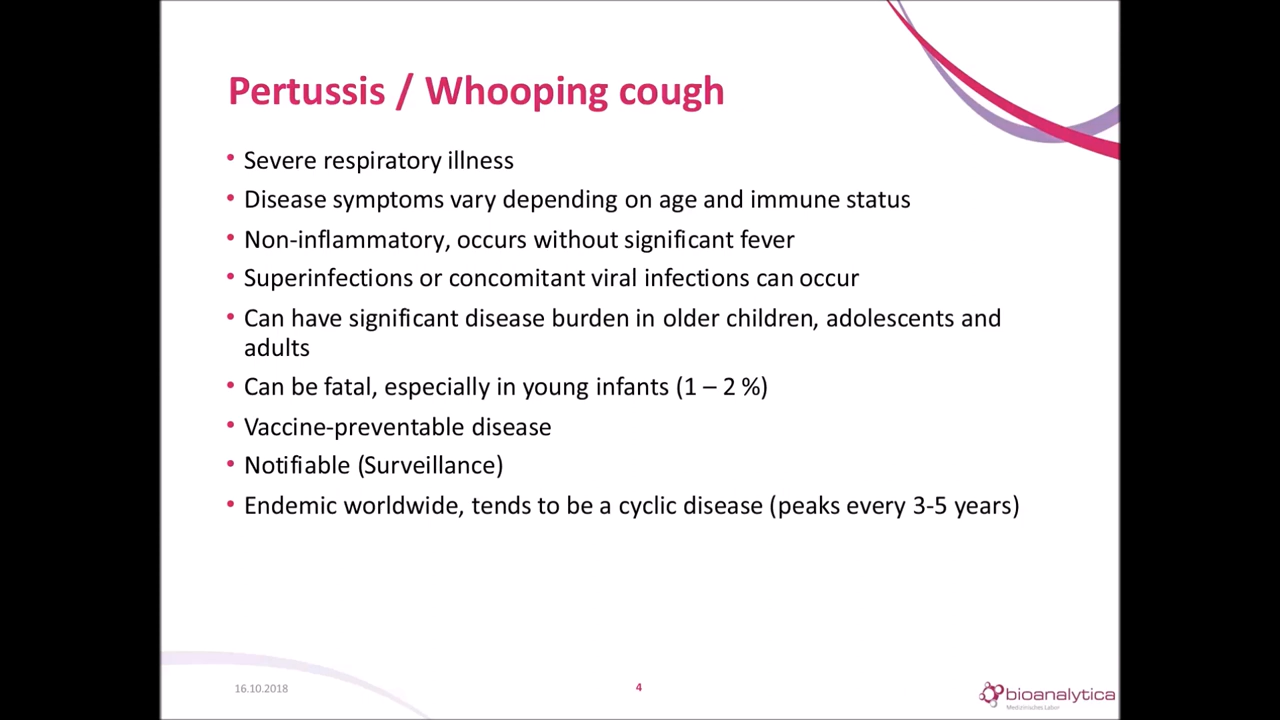 Pertussis / Whooping cough
• Severe respiratory illness
• Disease symptoms vary depending on age and immune status
• Non-inflammatory, occurs without significant fever
• Superinfections or concomitant viral infections can occur
• Can have significant disease burden in older children, adolescents and
adults
• Can be fatal, especially in young infants (1 – 2 %)
• Vaccine-preventable disease
• Notifiable (Surveillance)
• Endemic worldwide, tends to be a cyclic disease (peaks every 3-5 years)
16.10.2018
4
bioanalytica
Medizinisches Labor